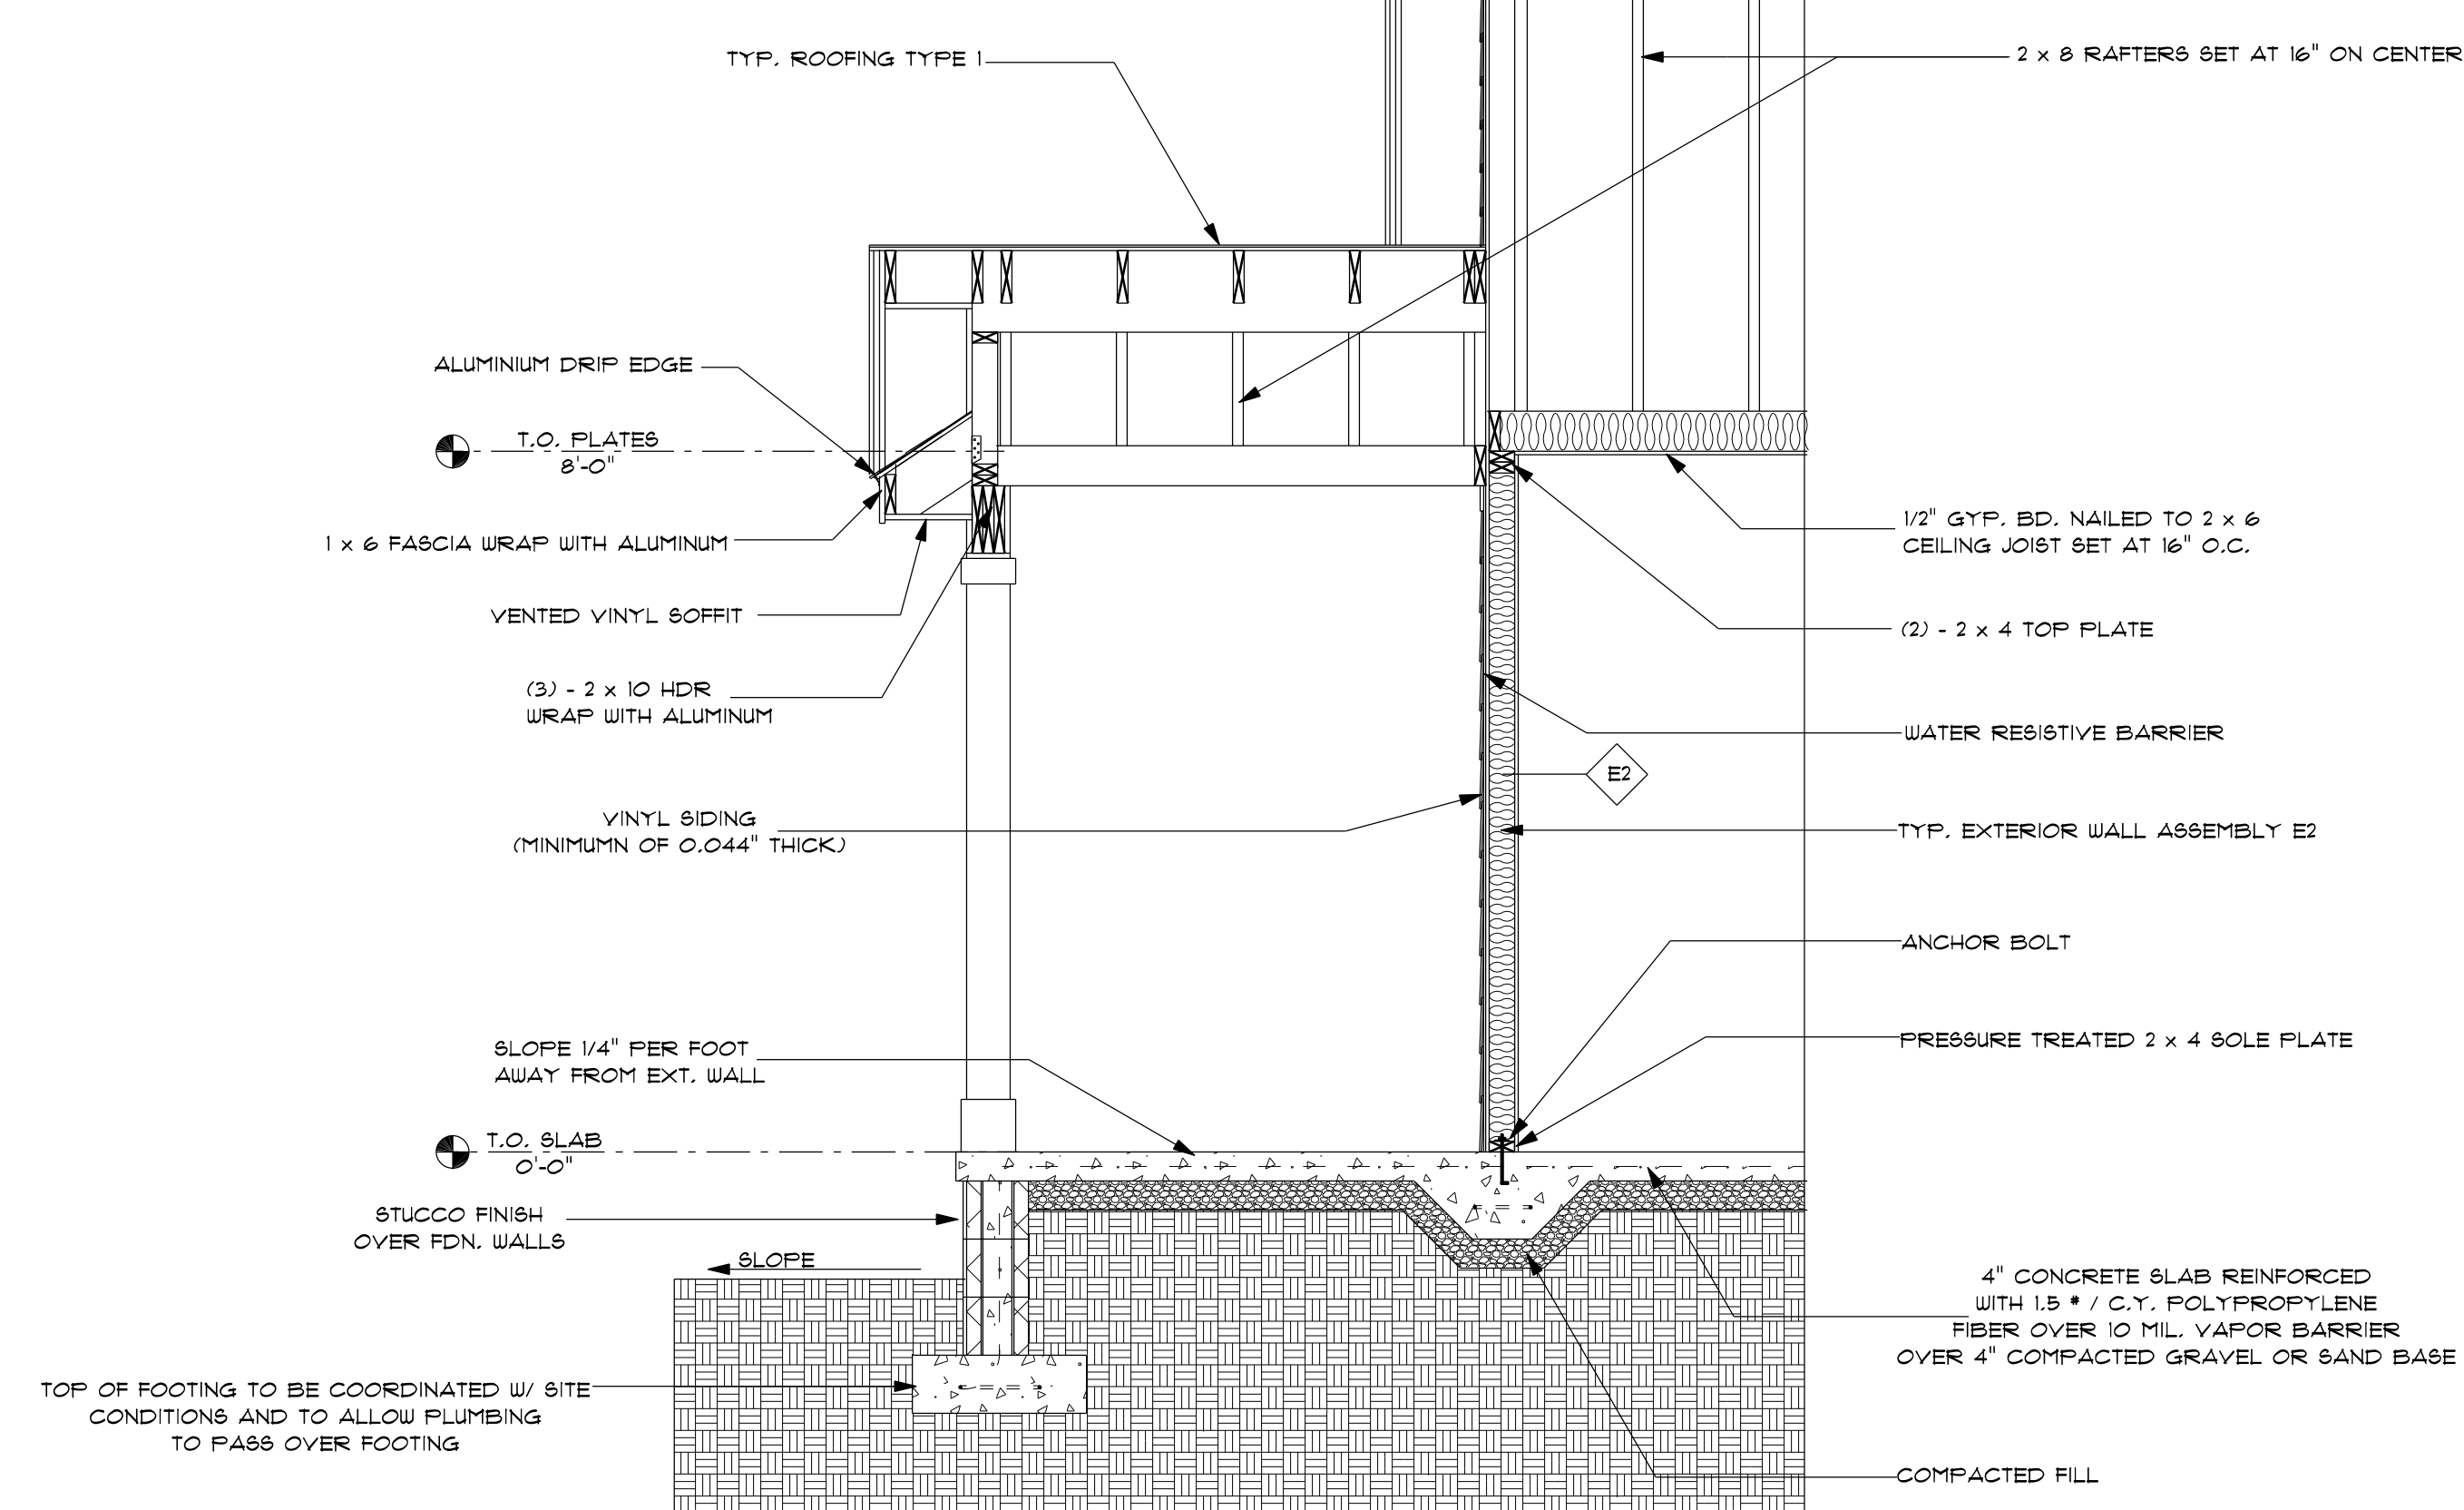 TYP. ROOFING TYPE 1
2 x 8 RAFTERS SET AT 16" ON CENTER
ALUMINIUM DRIP EDGE
T.O. PLATES
8'-0"
1 x 6 FASCIA WRAP WITH ALUMINUM
1/2" GYP. BD. NAILED TO 2 x 6
CEILING JOIST SET AT 16" O.C.
VENTED VINYL SOFFIT
(2) - 2 x 4 TOP PLATE
(3) - 2 x 10 HDR
WRAP WITH ALUMINUM
WATER RESISTIVE BARRIER
E2
VINYL SIDING
(MINIMUMN OF 0.044" THICK)
TYP. EXTERIOR WALL ASSEMBLY E2
ANCHOR BOLT
PRESSURE TREATED 2 x 4 SOLE PLATE
SLOPE 1/4" PER FOOT
AWAY FROM EXT. WALL
T.O. SLAB
0'-0"
STUCCO FINISH
OVER FDN. WALLS
SLOPE
4" CONCRETE SLAB REINFORCED
WITH 1.5 # / C.Y. POLYPROPYLENE
FIBER OVER 10 MIL. VAPOR BARRIER
OVER 4" COMPACTED GRAVEL OR SAND BASE
TOP OF FOOTING TO BE COORDINATED W/ SITE
CONDITIONS AND TO ALLOW PLUMBING
TO PASS OVER FOOTING
COMPACTED FILL